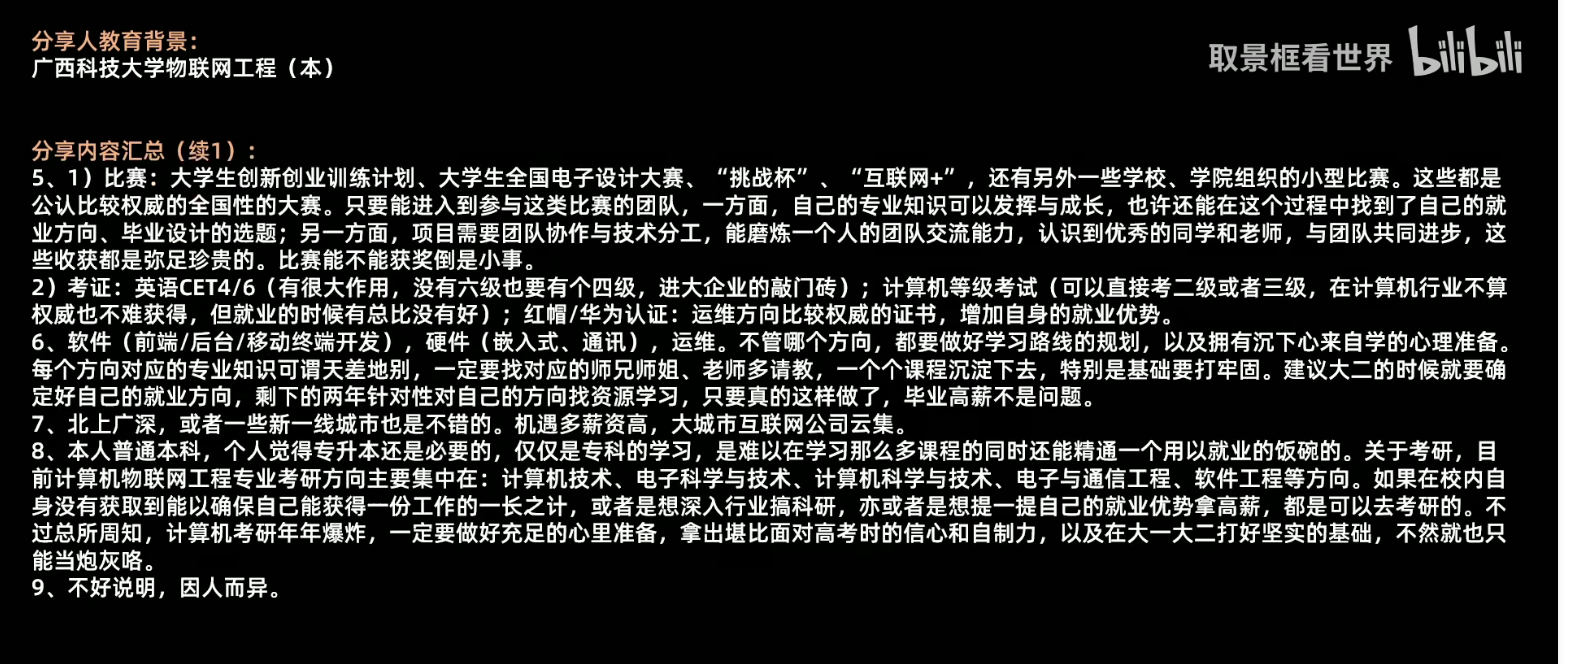 分享人教育背景：
广西科技大学物联网工程（本）
取景框看世界 bilibili
分享内容汇总（续1）：
5、1）比赛：大学生创新创业训练计划、大学生全国电子设计大赛、“挑战杯”、“互联网+”，还有另外一些学校、学院组织的小型比赛。这些都是
公认比较权威的全国性的大赛。只要能进入到参与这类比赛的团队，一方面，自己的专业知识可以发挥与成长，也许还能在这个过程中找到了自己的就
业方向、毕业设计的选题；另一方面，项目需要团队协作与技术分工，能磨炼一个人的团队交流能力，认识到优秀的同学和老师，与团队共同进步，这
些收获都是弥足珍贵的。比赛能不能获奖倒是小事。
2）考证：英语CET4/6（有很大作用，没有六级也要有个四级，进大企业的敲门砖）；计算机等级考试（可以直接考二级或者三级，在计算机行业不算
权威也不难获得，但就业的时候有总比没有好）；红帽/华为认证：运维方向比较权威的证书，增加自身的就业优势。
6、软件（前端/后台/移动终端开发），硬件（嵌入式、通讯），运维。不管哪个方向，都要做好学习路线的规划，以及拥有沉下心来自学的心理准备。
每个方向对应的专业知识可谓天差地别，一定要找对应的师兄师姐、老师多请教，一个个课程沉淀下去，特别是基础要打牢固。建议大二的时候就要确
定好自己的就业方向，剩下的两年针对性对自己的方向找资源学习，只要真的这样做了，毕业高薪不是问题。
7、北上广深，或者一些新一线城市也是不错的。机遇多薪资高，大城市互联网公司云集。
8、本人普通本科，个人觉得专升本还是必要的，仅仅是专科的学习，是难以在学习那么多课程的同时还能精通一个用以就业的饭碗的。关于考研，目
前计算机物联网工程专业考研方向主要集中在：计算机技术、电子科学与技术、计算机科学与技术、电子与通信工程、软件工程等方向。如果在校内自
身没有获取到能以确保自己能获得一份工作的一长之计，或者是想深入行业搞科研，亦或者是想提一提自己的就业优势拿高薪，都是可以去考研的。不
过总所周知，计算机考研年年爆炸，一定要做好充足的心里准备，拿出堪比面对高考时的信心和自制力，以及在大一大二打好坚实的基础，不然就也只
能当炮灰咯。
9、不好说明，因人而异。